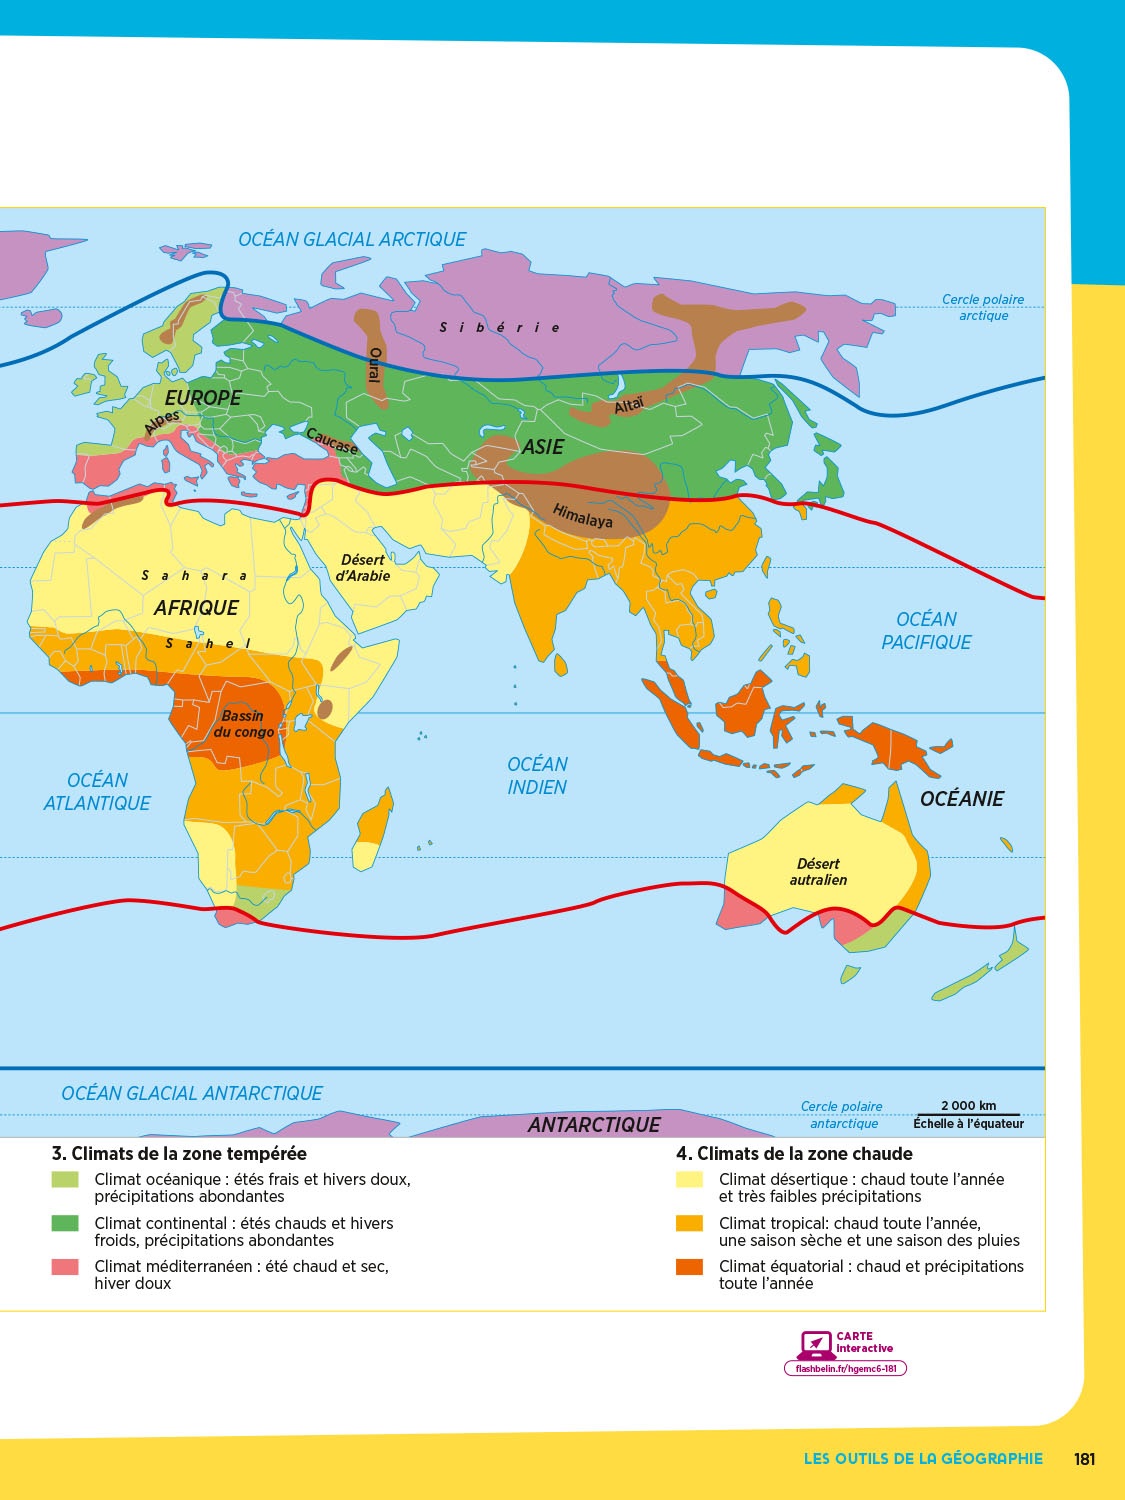 OCÉAN GLACIAL ARCTIQUE
Cercle polaire
arctique
Sibérie
Oural
EUROPE
Alpes
Altaï
Caucase
ASIE
Himalaya
Désert
d'Arabie
Sahara
AFRIQUE
Sahel
OCÉAN
PACIFIQUE
Bassin
du congo
OCÉAN
INDIEN
OCÉAN
ATLANTIQUE
OCÉANIE
Désert
autralien
OCÉAN GLACIAL ANTARCTIQUE
ANTARCTIQUE
Cercle polaire
antarctique
2 000 km
Échelle à l'équateur
3. Climats de la zone tempérée
Climat océanique : étés frais et hivers doux,
précipitations abondantes
Climat continental : étés chauds et hivers
froids, précipitations abondantes
Climat méditerranéen : été chaud et sec,
hiver doux
4. Climats de la zone chaude
Climat désertique : chaud toute l'année
et très faibles précipitations
Climat tropical: chaud toute l'année,
une saison sèche et une saison des pluies
Climat équatorial : chaud et précipitations
toute l'année
CARTE
Interactive
flashbelin.fr/hgemc6-181
LES OUTILS DE LA GÉOGRAPHIE 181